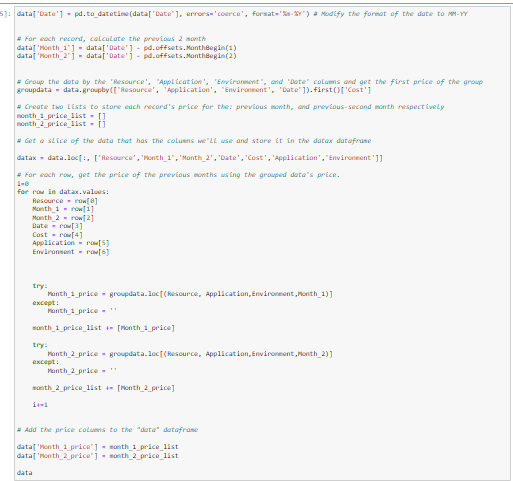 5]: data['Date'] = pd.to_datetime(data['Date'], errors='coerce', format='%m-%Y') # Modify the format of the date to MM-YY
# For each record, calculate the previous 2 month
data['Month_1'] = data['Date'] - pd.offsets.MonthBegin(1)
data['Month_2'] = data['Date'] - pd.offsets.MonthBegin(2)
# Group the data by the 'Resource', 'Application', 'Environment', and 'Date' columns and get the first price of the group
groupdata = data.groupby(['Resource', 'Application', 'Environment', 'Date']).first()['Cost']
# Create two lists to store each record's price for the: previous month, and previous-second month respectively
month_1_price_list = []
month_2_price_list = []
# Get a slice of the data that has the columns we'll use and store it in the datax dataframe
datax = data.loc[:, ['Resource','Month_1','Month_2','Date','Cost','Application','Environment']]
# For each row, get the price of the previous months using the grouped data's price.
i=0
for row in datax.values:
    Resource = row[0]
    Month_1 = row[1]
    Month_2 = row[2]
    Date = row[3]
    Cost = row[4]
    Application = row[5]
    Environment = row[6]
    try:
        Month_1_price = groupdata.loc[(Resource, Application,Environment,Month_1)]
    except:
        Month_1_price = ''
    month_1_price_list += [Month_1_price]
    try:
        Month_2_price = groupdata.loc[(Resource, Application,Environment,Month_2)]
    except:
        Month_2_price = ''
    month_2_price_list += [Month_2_price]
    i+=1
# Add the price columns to the "data" dataframe
data['Month_1_price'] = month_1_price_list
data['Month_2_price'] = month_2_price_list
data